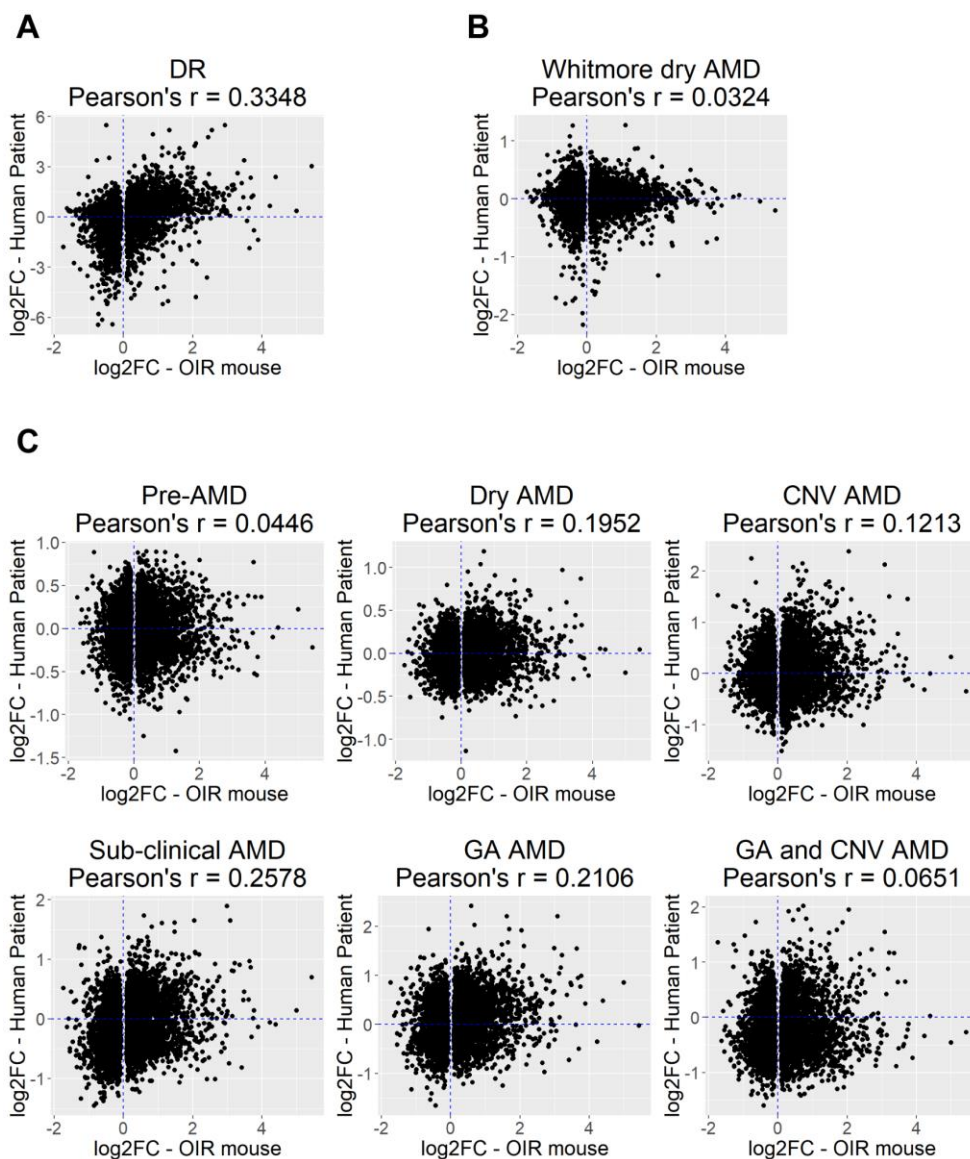 A
DR
Pearson's r = 0.3348
log2FC - Human Patient
6
3
0
-3
-6
-2
0
2
4
log2FC - OIR mouse
B
Whitmore dry AMD
Pearson's r = 0.0324
log2FC - Human Patient
1
0
-1
-2
-2
0
2
4
log2FC - OIR mouse
C
Pre-AMD
Pearson's r = 0.0446
log2FC - Human Patient
1.0
0.5
0.0
-0.5
-1.0
-1.5
-2
0
2
4
log2FC - OIR mouse
Dry AMD
Pearson's r = 0.1952
log2FC - Human Patient
1.0
0.5
0.0
-0.5
-1.0
-2
0
2
4
log2FC - OIR mouse
CNV AMD
Pearson's r = 0.1213
log2FC - Human Patient
2
1
0
-1
-2
0
2
4
log2FC - OIR mouse
Sub-clinical AMD
Pearson's r = 0.2578
log2FC - Human Patient
2
1
0
-1
-2
0
2
4
log2FC - OIR mouse
GA AMD
Pearson's r = 0.2106
log2FC - Human Patient
2
1
0
-1
-2
0
2
4
log2FC - OIR mouse
GA and CNV AMD
Pearson's r = 0.0651
log2FC - Human Patient
2
1
0
-1
-2
0
2
4
log2FC - OIR mouse